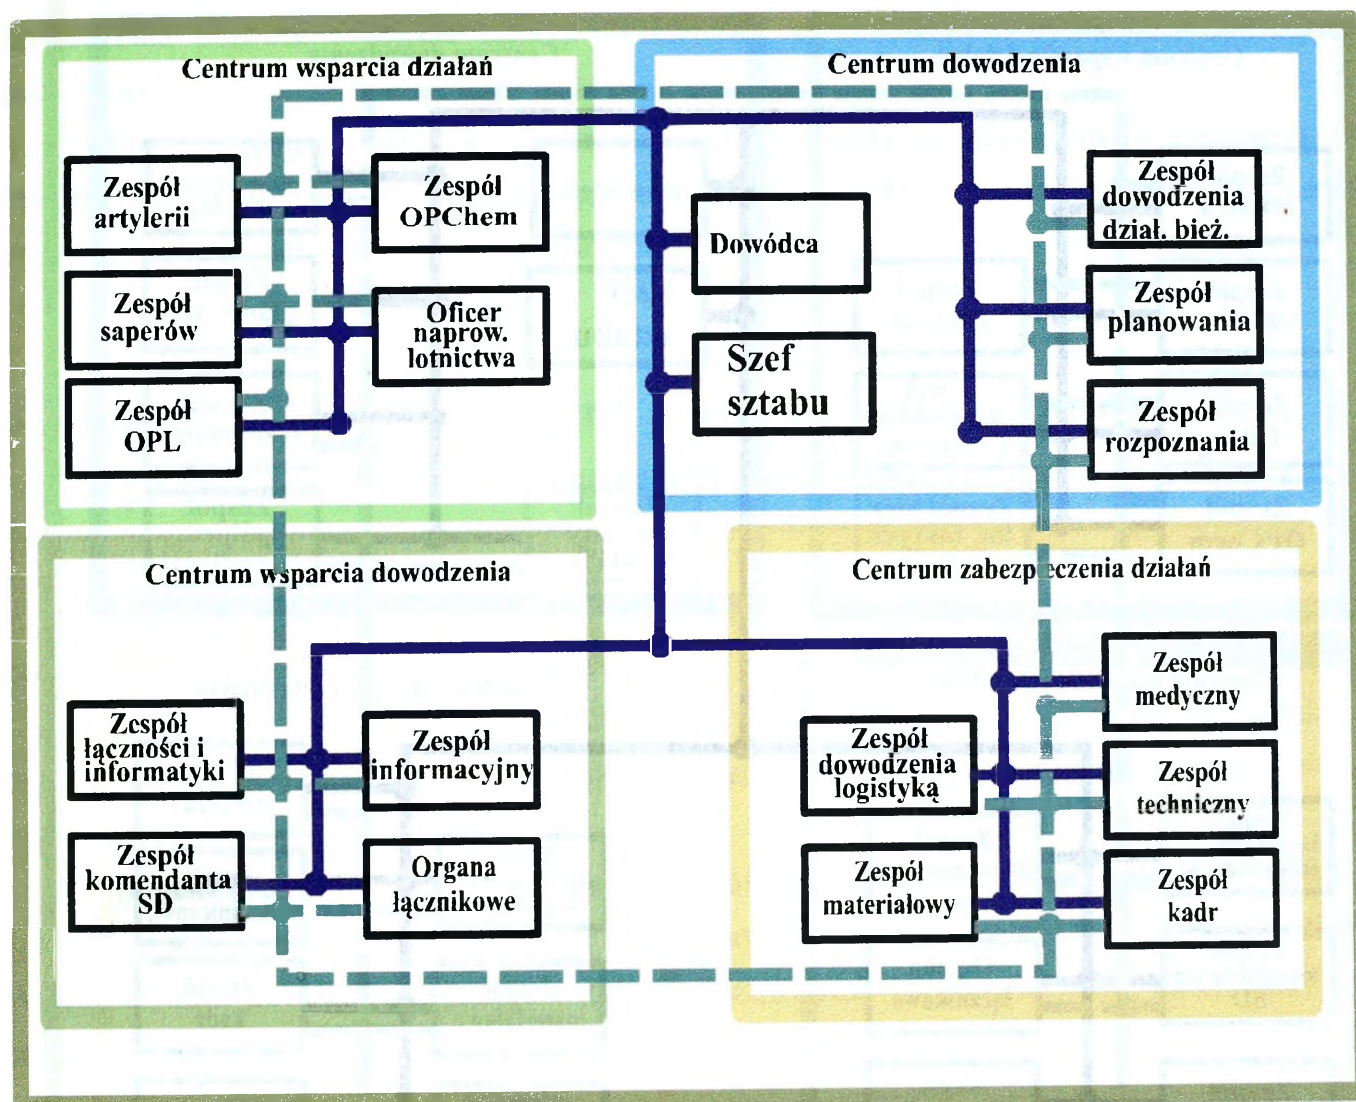 Centrum wsparcia działań
Zespół
artylerii
Zespół
OPChem
Zespół
saperów
Oficer
naprow.
lotnictwa
Zespół
OPL
Centrum dowodzenia
Dowódca
Szef
sztabu
Zespół
dowodzenia
dział. bież.
Zespół
planowania
Zespół
rozpoznania
Centrum wsparcia dowodzenia
Zespół
łączności i
informatyki
Zespół
informacyjny
Zespół
komendanta
SD
Organa
łącznikowe
Centrum zabezpieczenia działań
Zespół
medyczny
Zespół
dowodzenia
logistyką
Zespół
techniczny
Zespół
materiałowy
Zespół
kadr